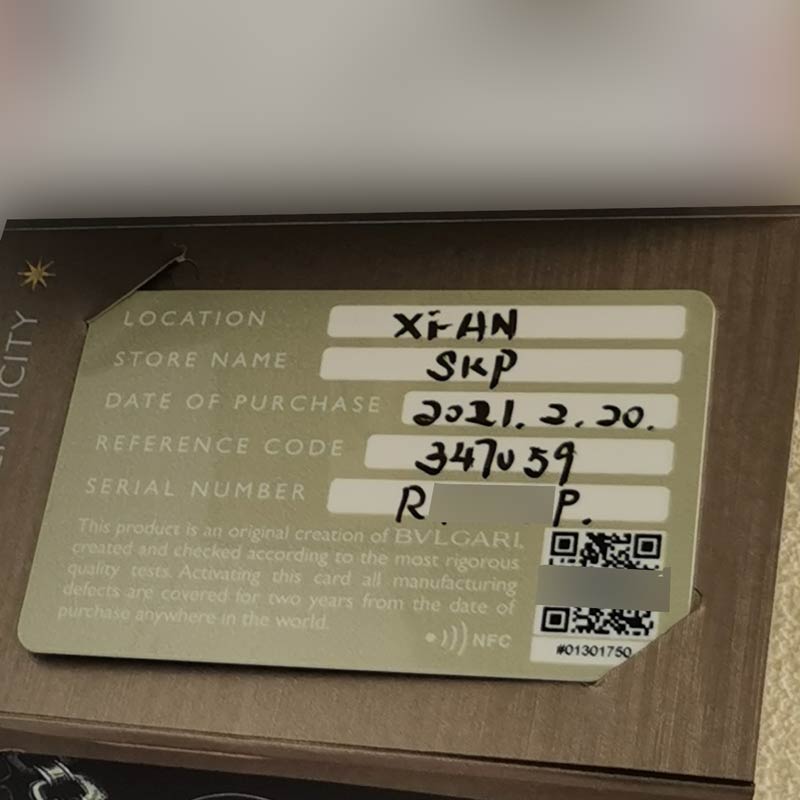 LOCATION XI-AN
STORE NAME SKP
DATE OF PURCHASE 2021.2.20.
REFERENCE CODE 347059
SERIAL NUMBER R. P.
This product is an original creation of BVLGARI,
created and checked according to the most rigorous
quality tests. Activating this card all manufacturing
defects are covered for two years from the date of
purchase anywhere in the world.
NFC
#01301750